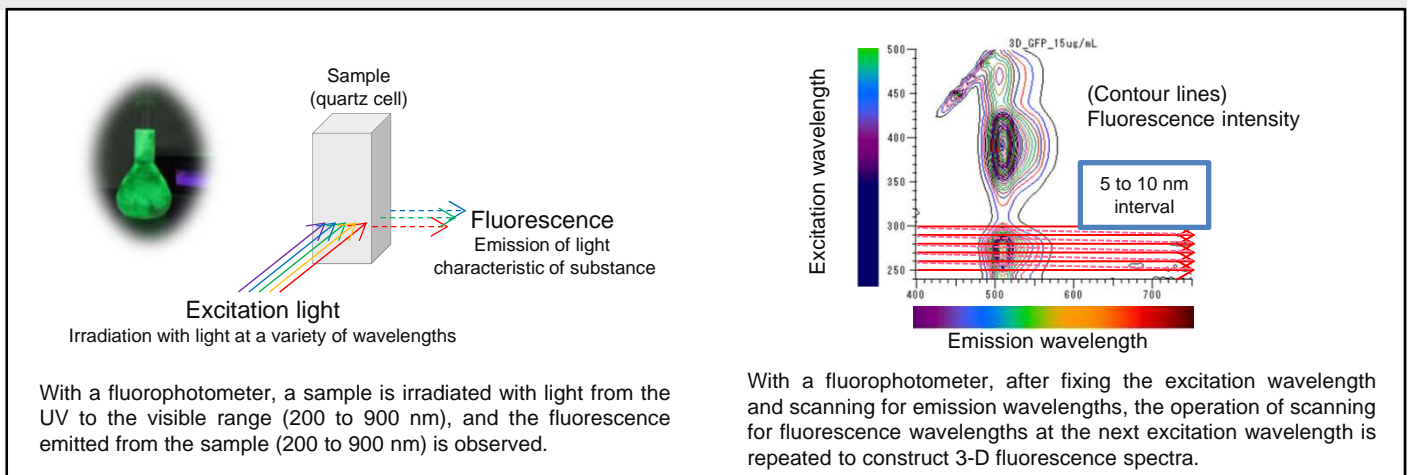 Sample
(quartz cell)
Fluorescence
Emission of light
characteristic of substance
Excitation light
Irradiation with light at a variety of wavelengths
With a fluorophotometer, a sample is irradiated with light from the
UV to the visible range (200 to 900 nm), and the fluorescence
emitted from the sample (200 to 900 nm) is observed.
3D_GFP_15ug/mL
Excitation wavelength
500
450
400
350
300
250
400
500
600
700
(Contour lines)
Fluorescence intensity
5 to 10 nm
interval
Emission wavelength
With a fluorophotometer, after fixing the excitation wavelength
and scanning for emission wavelengths, the operation of scanning
for fluorescence wavelengths at the next excitation wavelength is
repeated to construct 3-D fluorescence spectra.